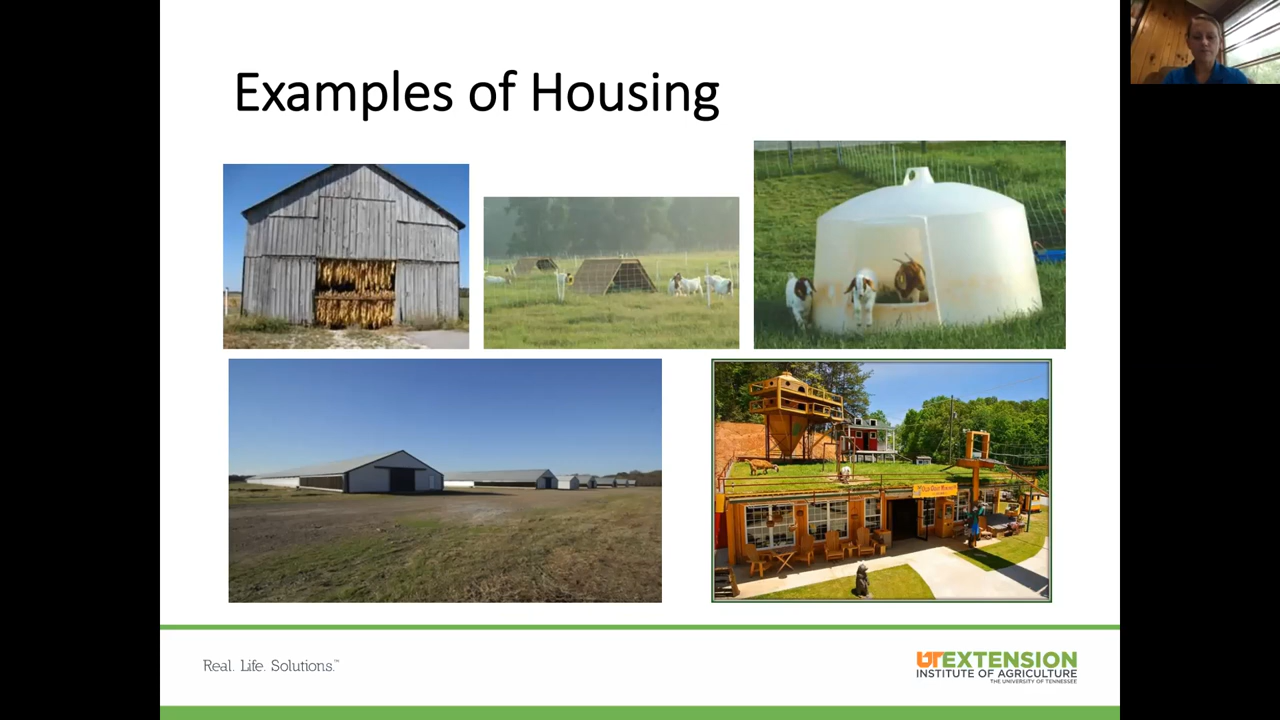 Examples of Housing
Real. Life. Solutions.™
UTEXTENSION
INSTITUTE OF AGRICULTURE
THE UNIVERSITY OF TENNESSEE